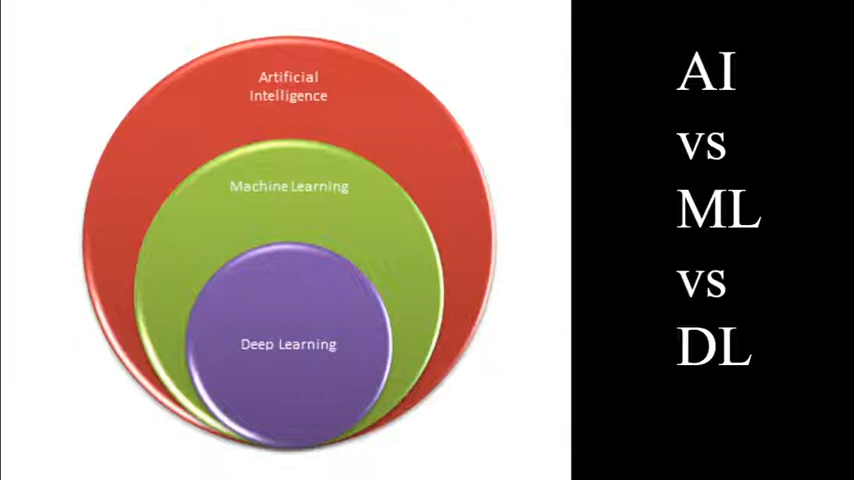 Artificial
Intelligence
Machine Learning
Deep Learning
AI
vs
ML
vs
DL